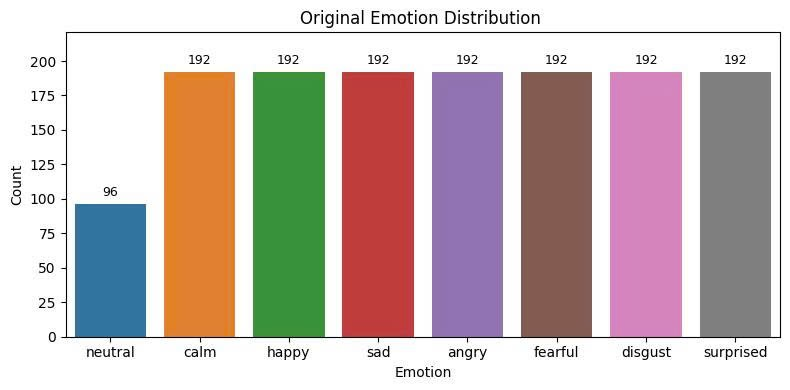 Original Emotion Distribution
200
175
150
125
100
75
50
25
0
Count
96
192
192
192
192
192
192
192
neutral
calm
happy
sad
angry
fearful
disgust
surprised
Emotion